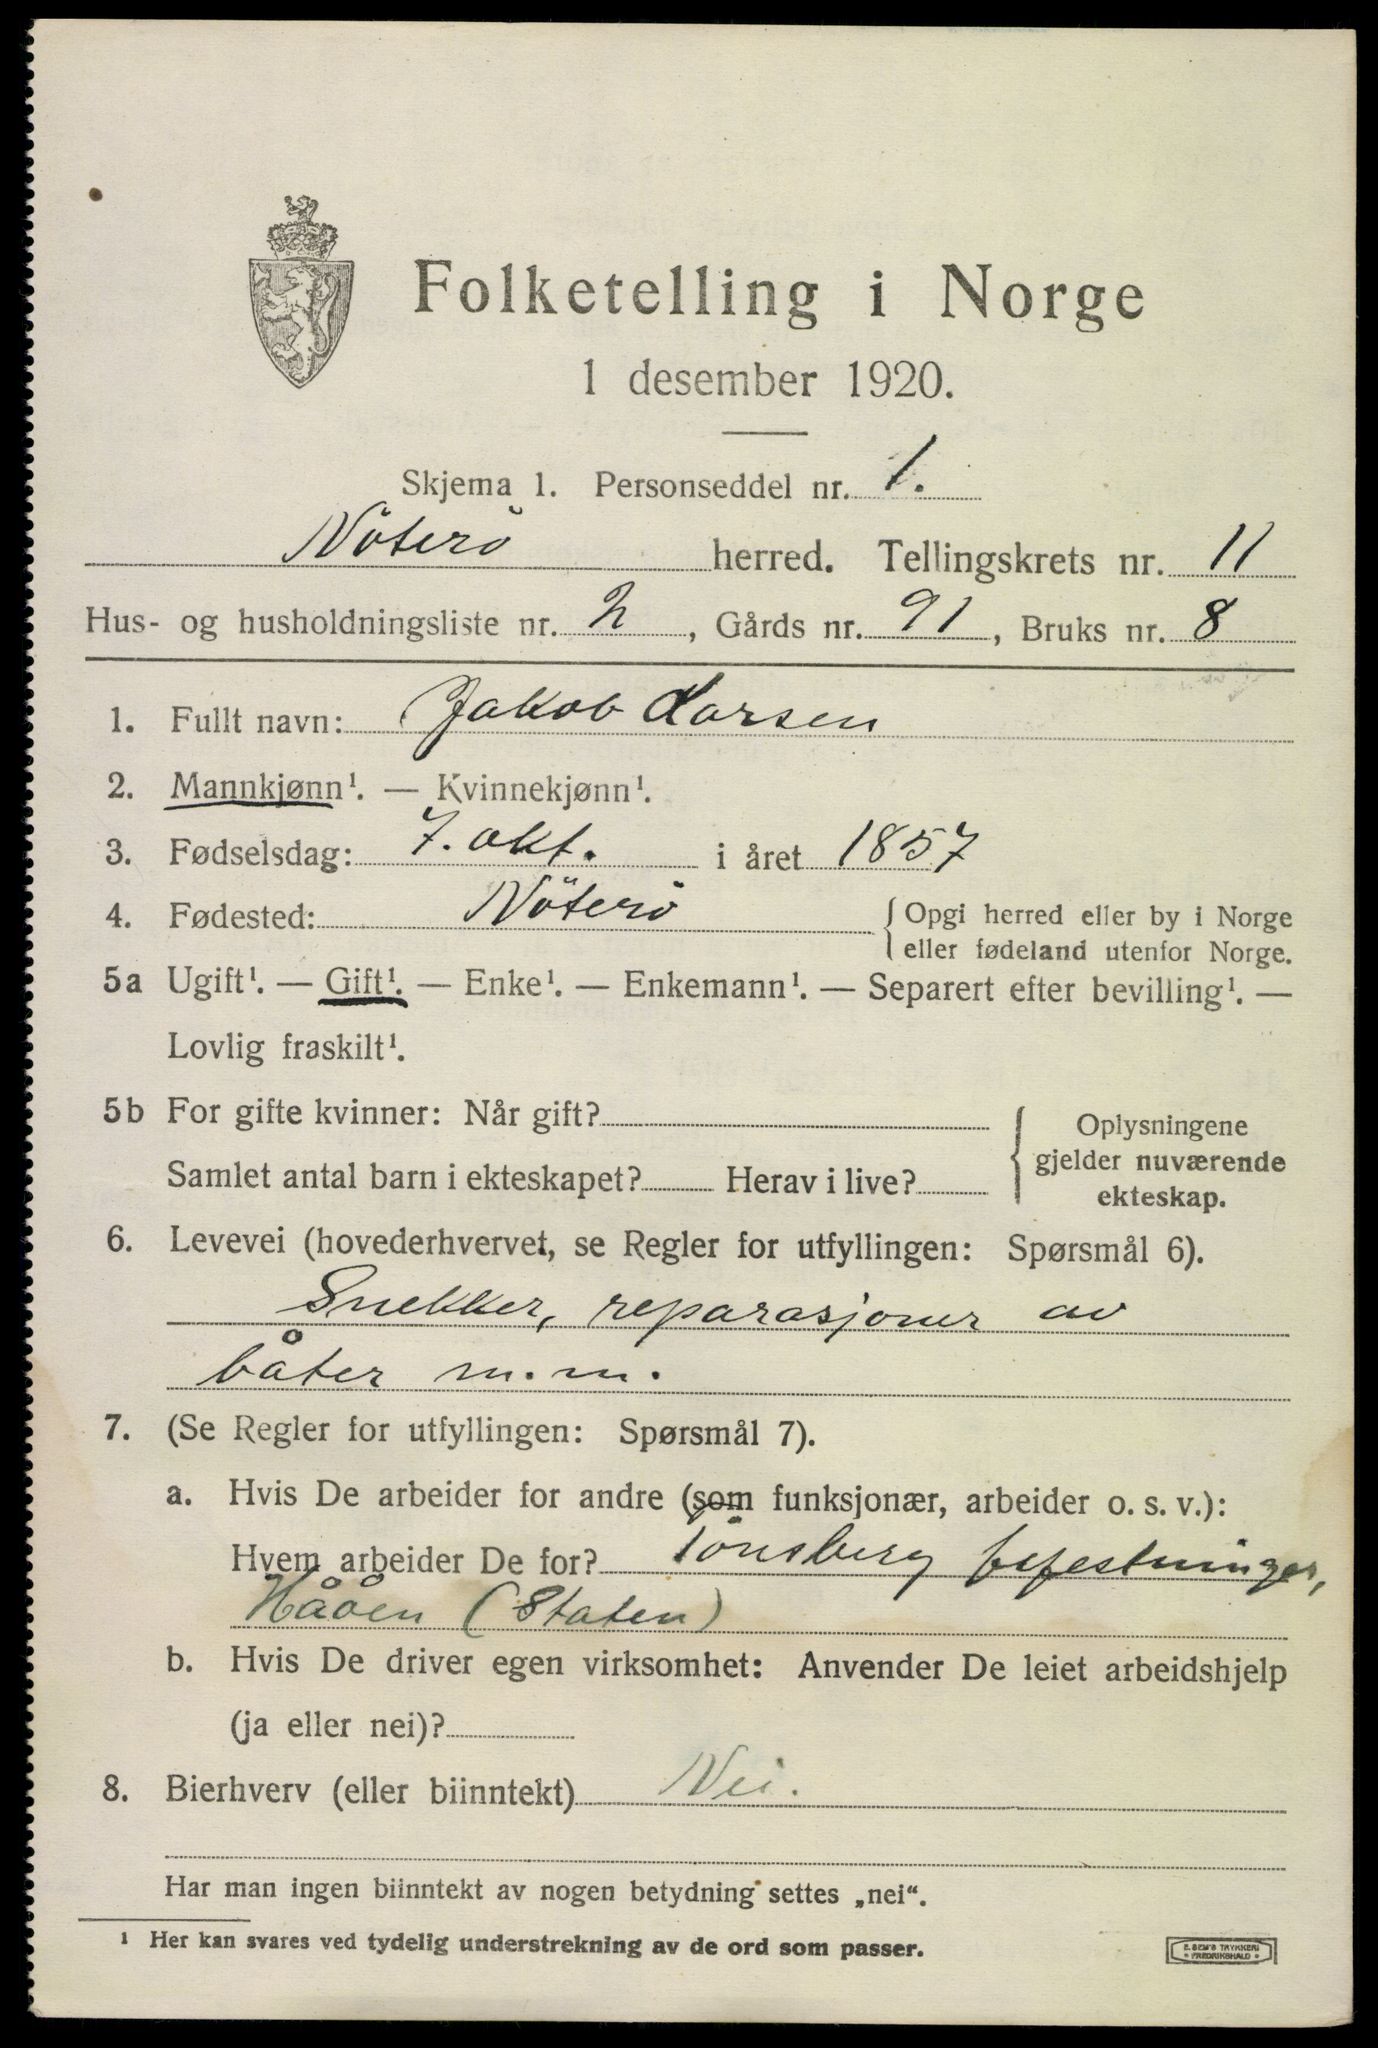 Folketelling i Norge
1 desember 1920.
Skjema 1. Personseddel nr. 1.
Nöterö herred. Tellingskrets nr. 11
Hus- og husholdningsliste nr. 2, Gårds nr. 91, Bruks nr. 8
1. Fullt navn: Jakob Larsen
2. Mannkjønn¹. — Kvinnekjønn¹.
3. Fødselsdag: 7. okt. i året 1857
4. Fødested: Nöterö { Opgi herred eller by i Norge
eller fødeland utenfor Norge.
5a Ugift¹. — Gift¹. — Enke¹. — Enkemann¹. — Separert efter bevilling¹. —
Lovlig fraskilt¹.
5b For gifte kvinner: Når gift?
Samlet antal barn i ekteskapet? Herav i live?
{ Oplysningene
gjelder nuværende
ekteskap.
6. Levevei (hovederhvervet, se Regler for utfyllingen: Spørsmål 6).
Snekker, reparasjoner av
båter m.m.
7. (Se Regler for utfyllingen: Spørsmål 7).
a. Hvis De arbeider for andre (som funksjonær, arbeider o. s. v.):
Hvem arbeider De for? Tönsberg befestninger,
Håöen (Staten)
b. Hvis De driver egen virksomhet: Anvender De leiet arbeidshjelp
(ja eller nei)?
8. Bierhverv (eller biinntekt) Nei.
Har man ingen biinntekt av nogen betydning settes „nei“.
¹ Her kan svares ved tydelig understrekning av de ord som passer.
E. SEM'S TRYKKERI
• FREDRIKSHALD •